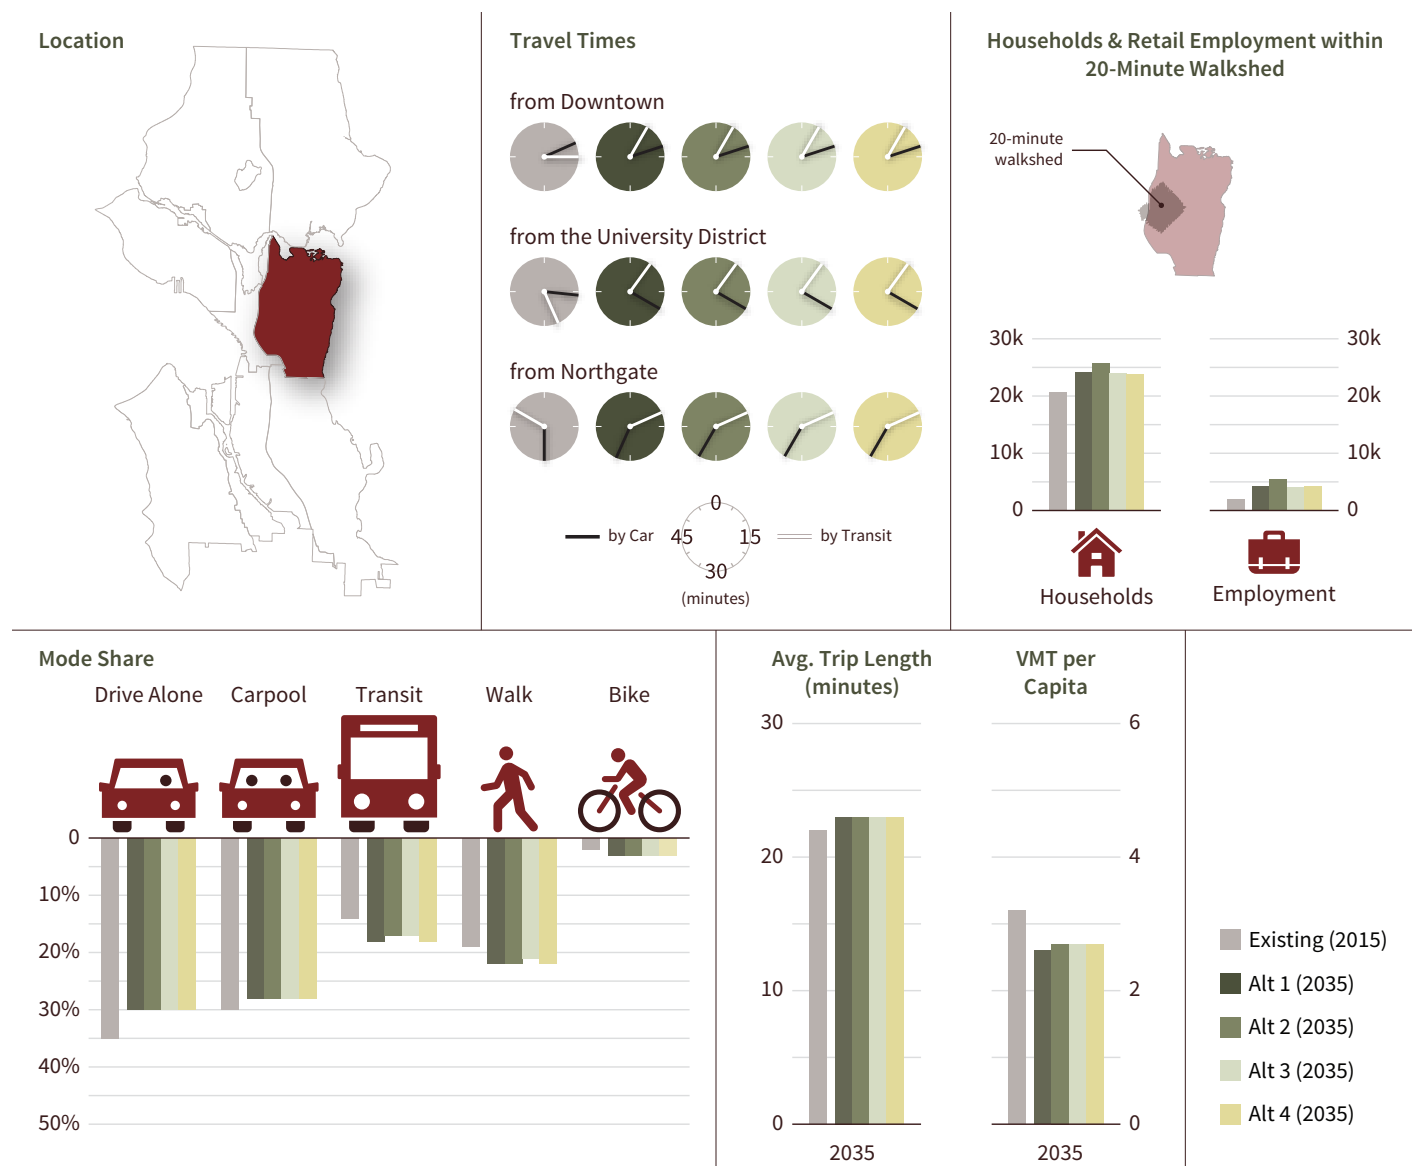 Location
Travel Times
from Downtown
from the University District
from Northgate
by Car
0
45
15
30
by Transit
(minutes)
Households & Retail Employment within
20-Minute Walkshed
20-minute
walkshed
30k
20k
10k
0
30k
20k
10k
0
Households
Employment
Mode Share
Drive Alone
Carpool
Transit
Walk
Bike
0
10%
20%
30%
40%
50%
Avg. Trip Length
(minutes)
30
20
10
0
2035
VMT per
Capita
6
4
2
0
2035
Existing (2015)
Alt 1 (2035)
Alt 2 (2035)
Alt 3 (2035)
Alt 4 (2035)